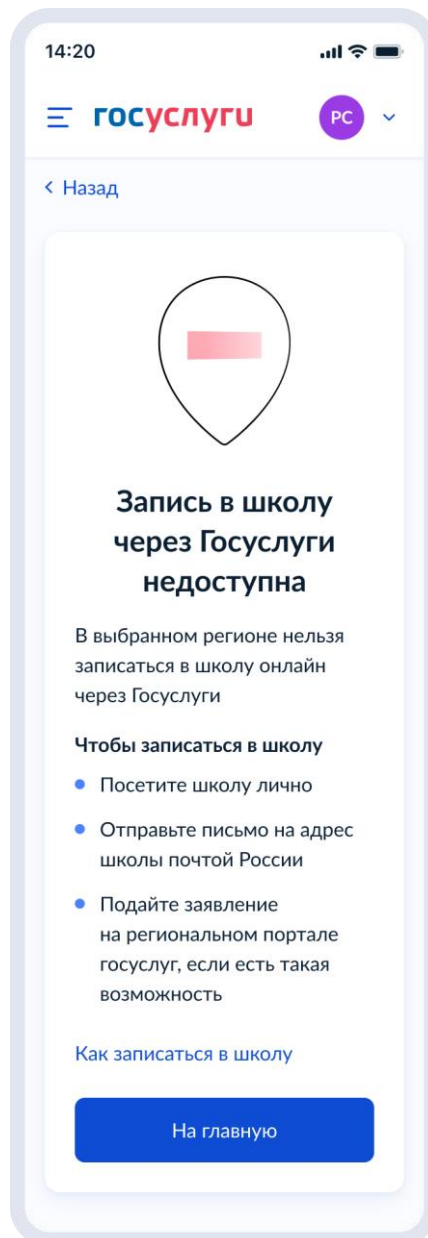 14:20
госуслуги
РС
Назад
Запись в школу
через Госуслуги
недоступна
В выбранном регионе нельзя
записаться в школу онлайн
через Госуслуги
Чтобы записаться в школу
Посетите школу лично
Отправьте письмо на адрес
школы почтой России
Подайте заявление
на региональном портале
госуслуг, если есть такая
возможность
Как записаться в школу
На главную